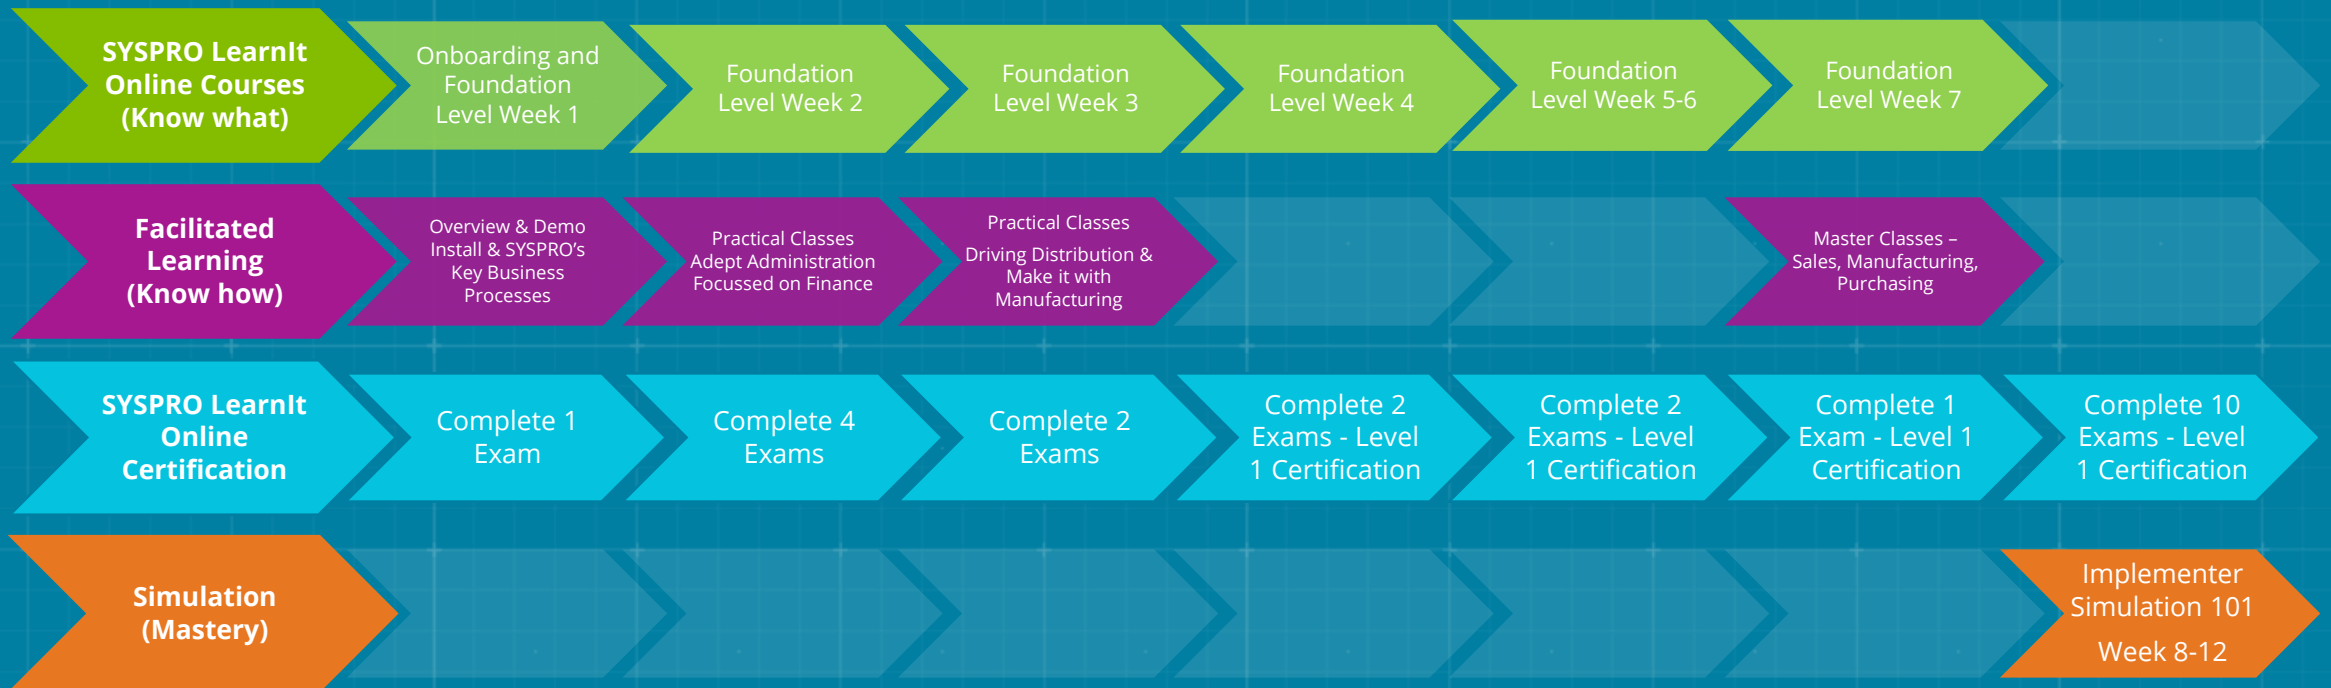 SYSPRO LearnIt
Online Courses
(Know what)
Onboarding and
Foundation
Level Week 1
Foundation
Level Week 2
Foundation
Level Week 3
Foundation
Level Week 4
Foundation
Level Week 5-6
Foundation
Level Week 7
Facilitated
Learning
(Know how)
Overview & Demo
Install & SYSPRO’s
Key Business
Processes
Practical Classes
Adept Administration
Focussed on Finance
Practical Classes
Driving Distribution &
Make it with
Manufacturing
Master Classes –
Sales, Manufacturing,
Purchasing
SYSPRO LearnIt
Online
Certification
Complete 1
Exam
Complete 4
Exams
Complete 2
Exams
Complete 2
Exams - Level
1 Certification
Complete 2
Exams - Level
1 Certification
Complete 1
Exam - Level 1
Certification
Complete 10
Exams - Level
1 Certification
Simulation
(Mastery)
Implementer
Simulation 101
Week 8-12